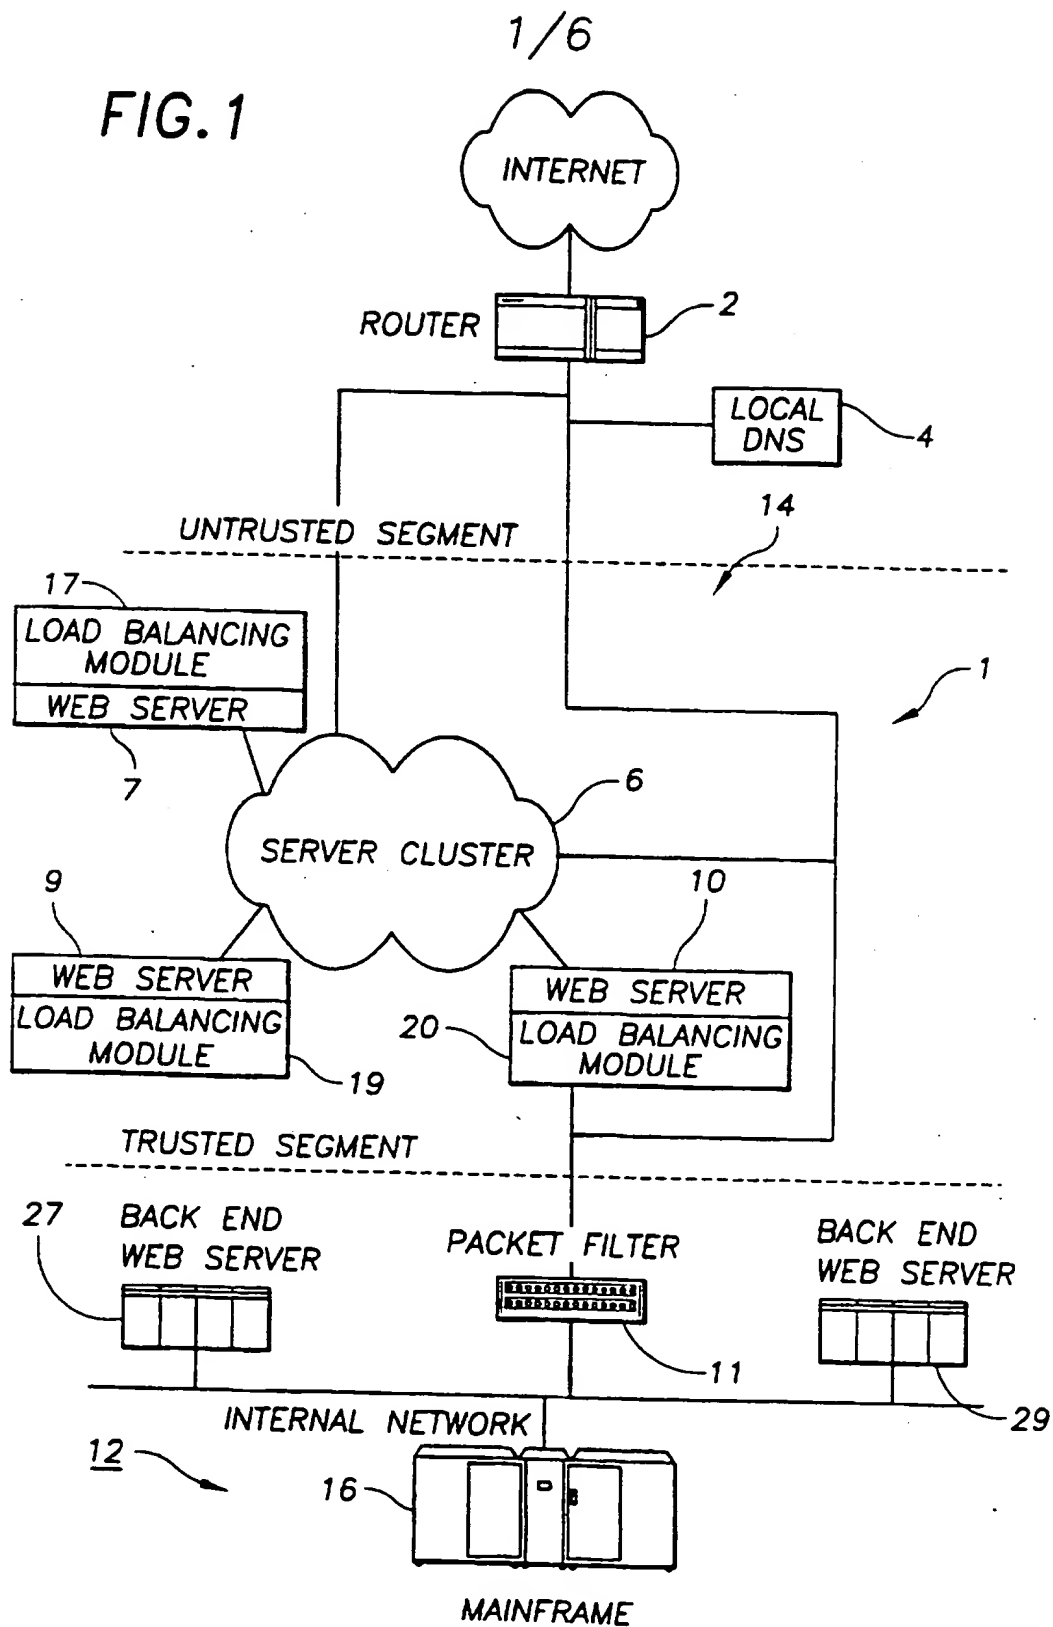 1/6
FIG. 1
INTERNET
ROUTER
2
LOCAL
DNS
4
14
UNTRUSTED SEGMENT
17
LOAD BALANCING
MODULE
WEB SERVER
7
1
6
SERVER CLUSTER
9
WEB SERVER
LOAD BALANCING
MODULE
19
10
WEB SERVER
20
LOAD BALANCING
MODULE
TRUSTED SEGMENT
27
BACK END
WEB SERVER
PACKET FILTER
11
BACK END
WEB SERVER
29
INTERNAL NETWORK
12
16
MAINFRAME